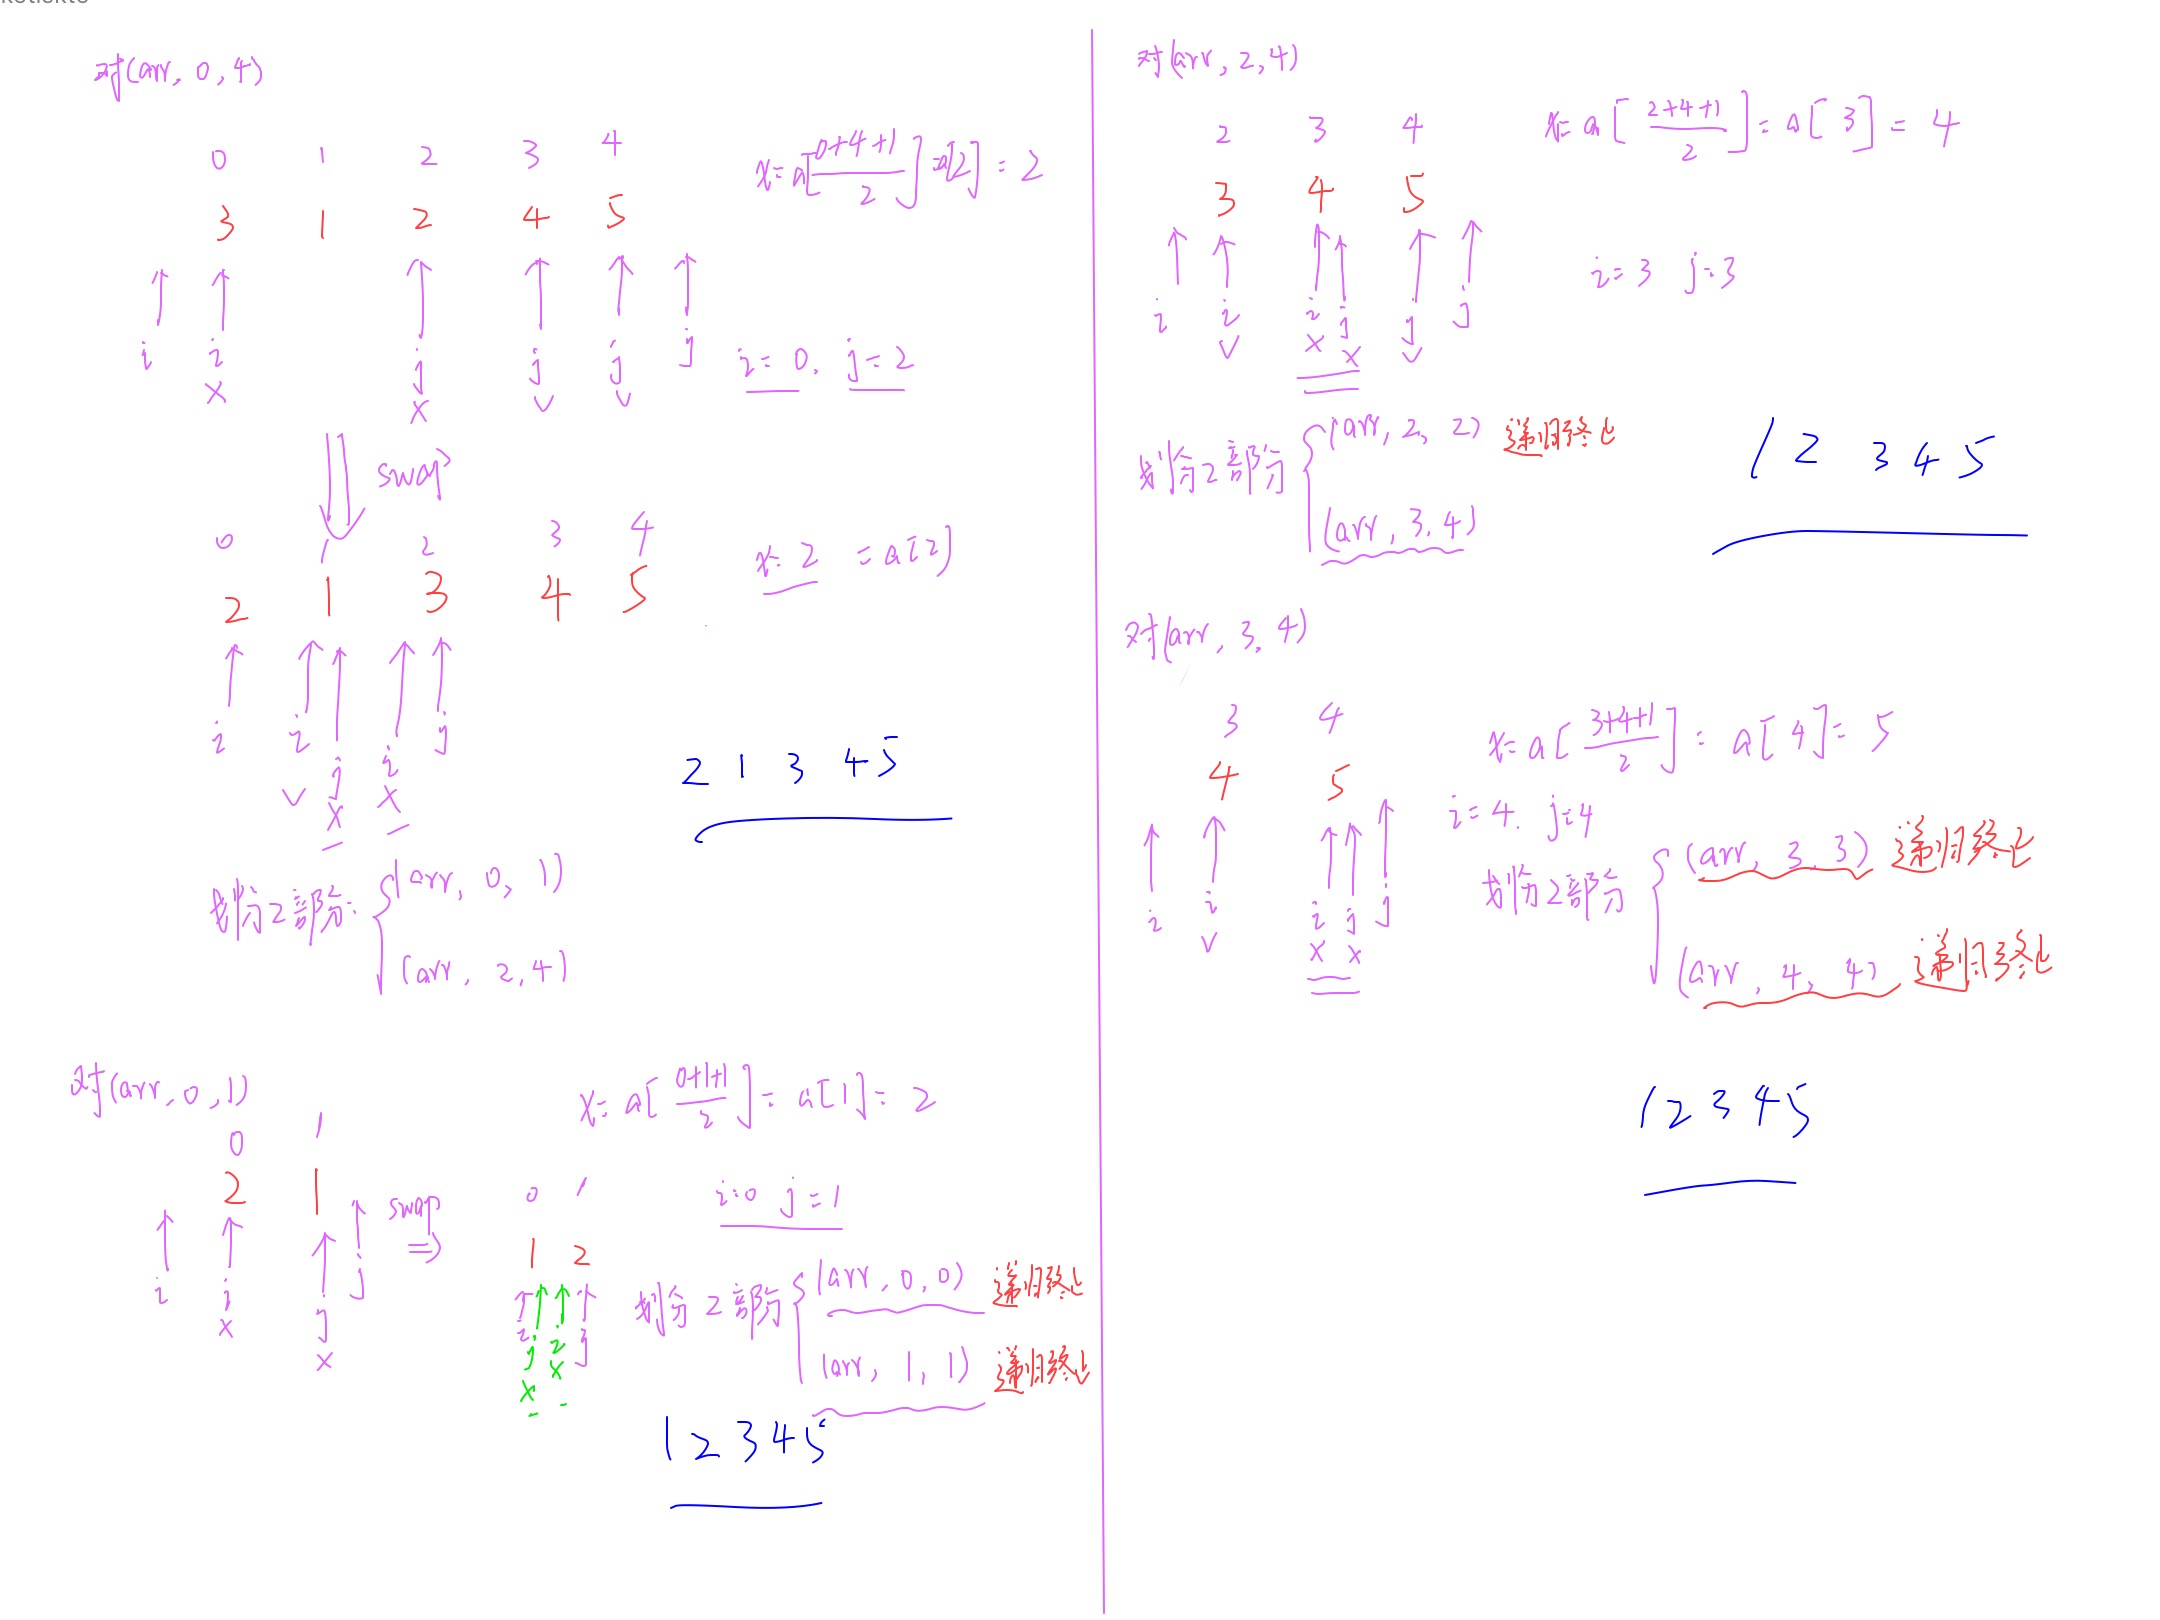 对(arr, 0, 4)
0 1 2 3 4
x = a[(0+4+1)/2] = a[2] = 2
3 1 2 4 5
i i j j j j
x x v v
i = 0, j = 2
swap
0 1 2 3 4
x = 2 = a[2]
2 1 3 4 5
i i j i j
v x x
2 1 3 4 5
划分2部分: (arr, 0, 1)
(arr, 2, 4)
对(arr, 0, 1)
x = a[(0+1+1)/2] = a[1] = 2
0 1
2 1
swap
0 1
i = 0 j = 1
1 2
i i j j
x x
i j i j
x x
划分2部分 (arr, 0, 0) 递归终止
(arr, 1, 1) 递归终止
1 2 3 4 5
对(arr, 2, 4)
x = a[(2+4+1)/2] = a[3] = 4
2 3 4
3 4 5
i = 3 j = 3
i i i j j j
v x x v
划分2部分 (arr, 2, 2) 递归终止
(arr, 3, 4)
1 2 3 4 5
对(arr, 3, 4)
3 4
x = a[(3+4+1)/2] = a[4] = 5
4 5
i = 4, j = 4
i i i j j
v x x
划分2部分 (arr, 3, 3) 递归终止
(arr, 4, 4) 递归终止
1 2 3 4 5